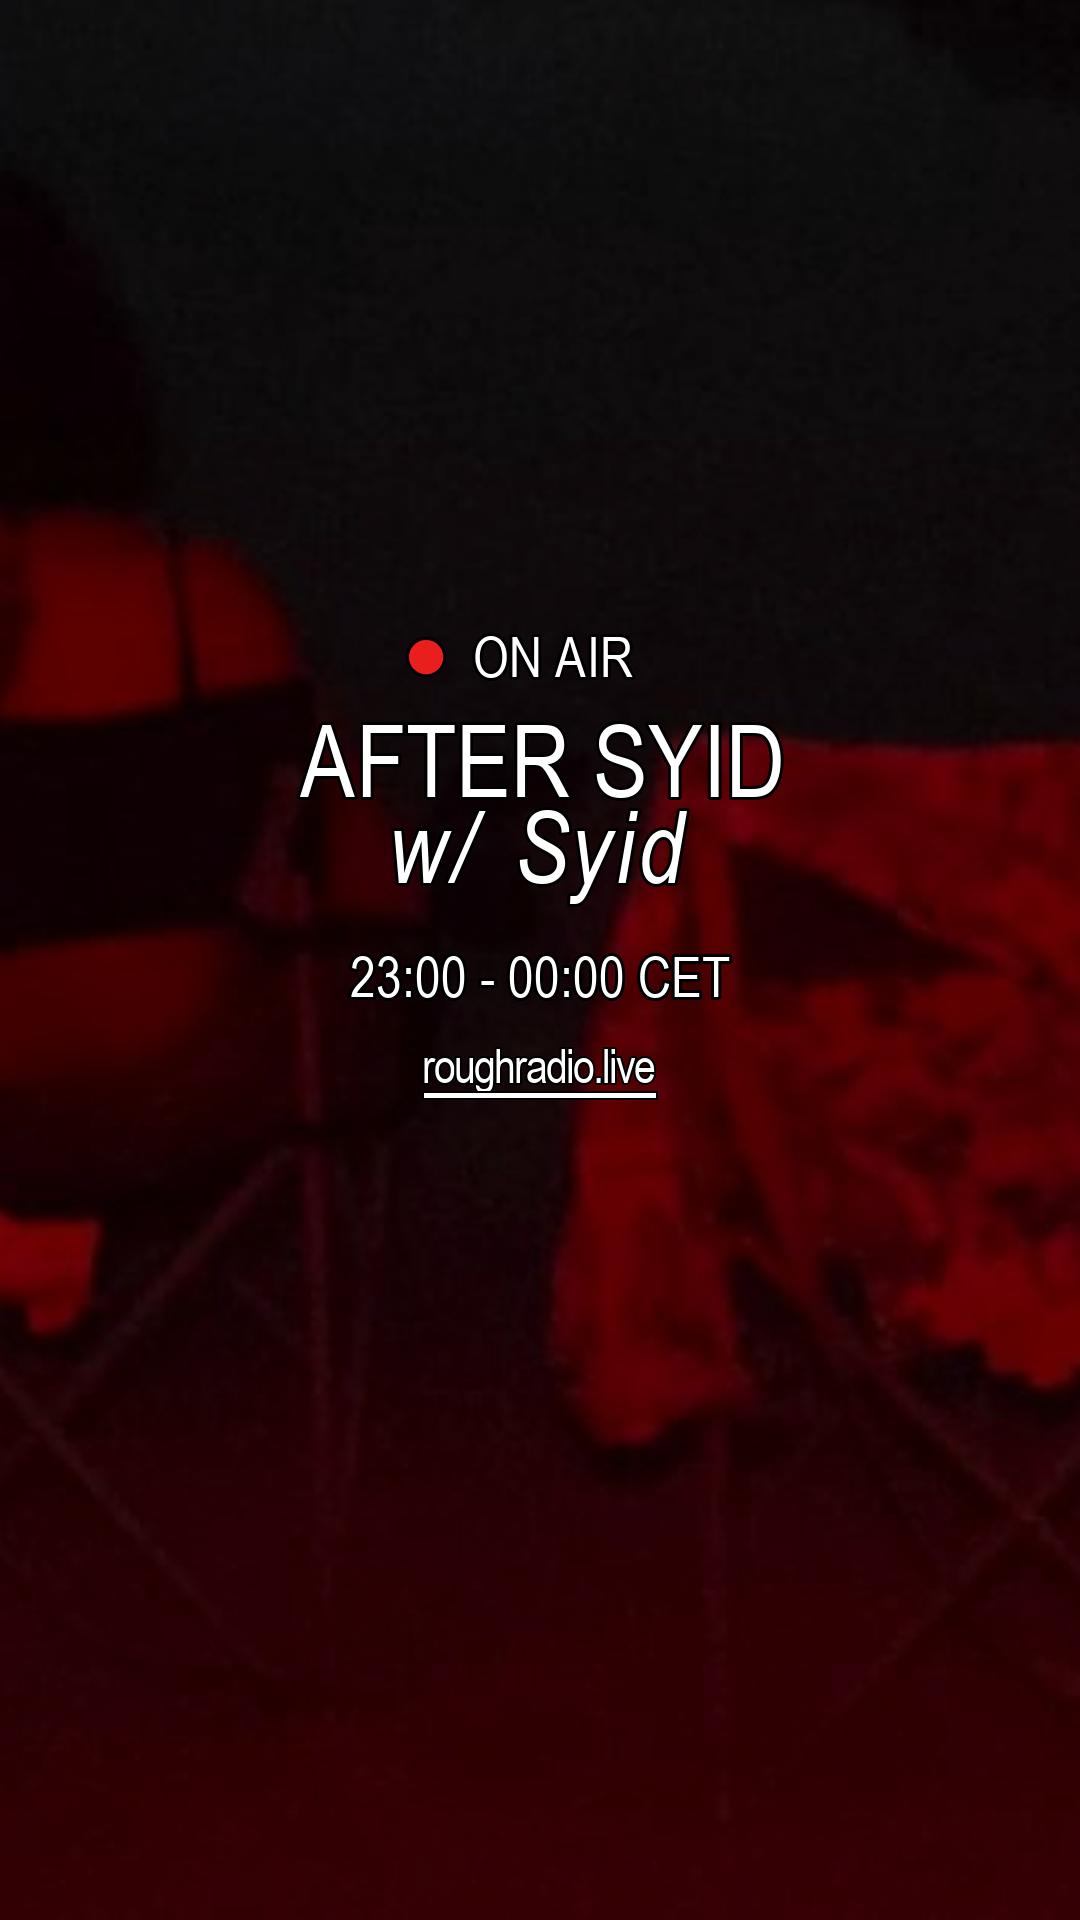 ON AIR
AFTER SYID
w/ Syid
23:00 - 00:00 CET
roughradio.live